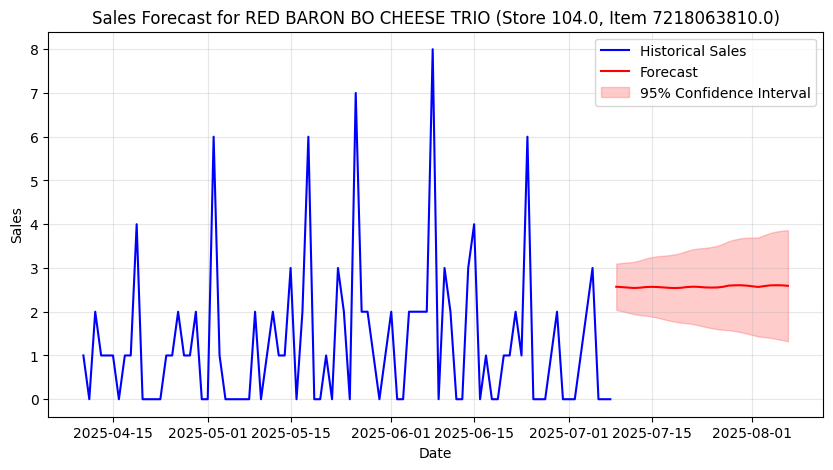 Sales Forecast for RED BARON BO CHEESE TRIO (Store 104.0, Item 7218063810.0)
Historical Sales
Forecast
95% Confidence Interval
8
7
6
5
4
3
2
1
0
Sales
2025-04-15
2025-05-01
2025-05-15
2025-06-01
2025-06-15
2025-07-01
2025-07-15
2025-08-01
Date